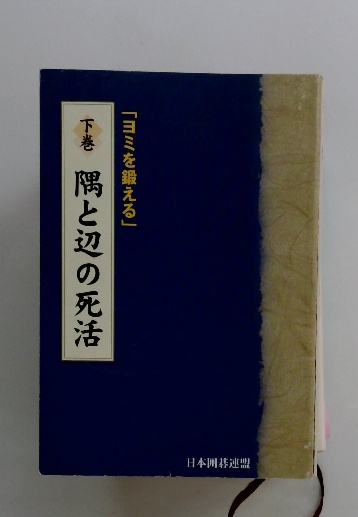 「ヨミを鍛える」
下巻
隅と辺の死活
日本囲碁連盟